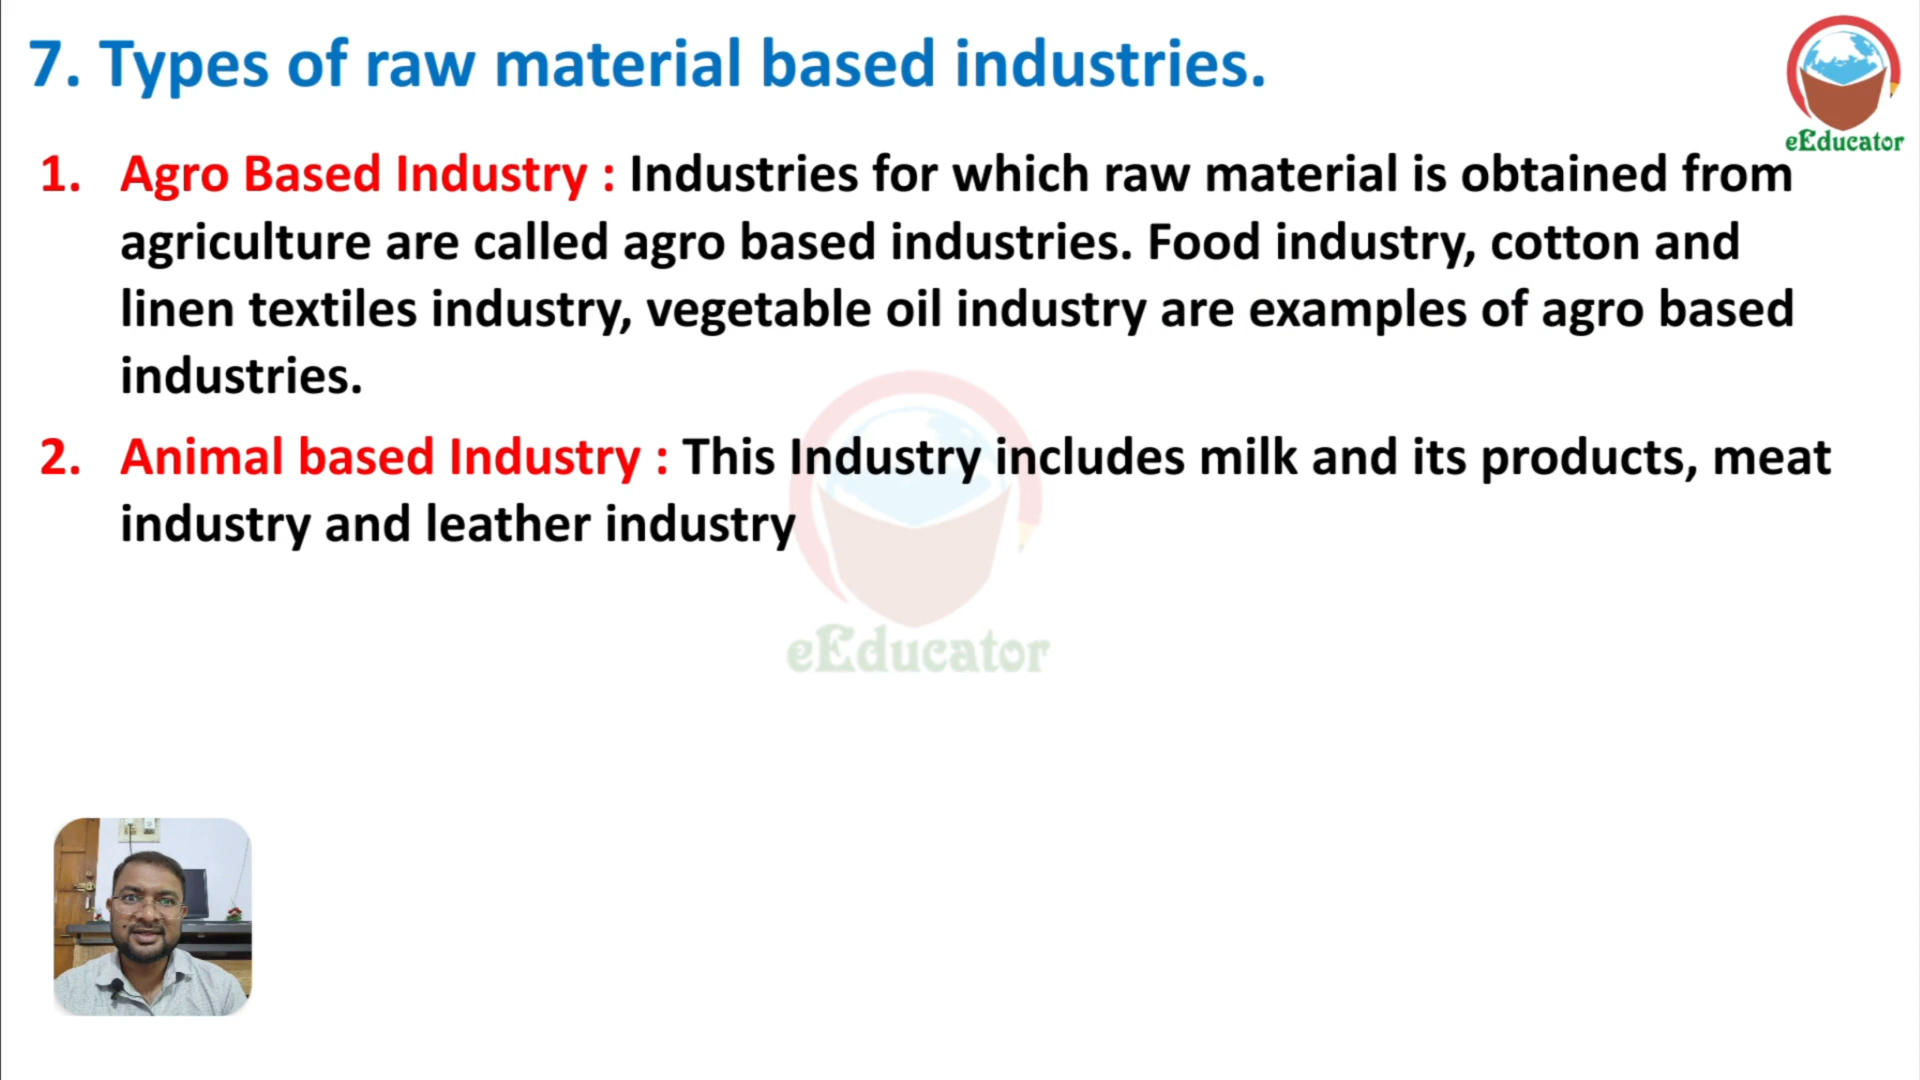 7. Types of raw material based industries.
eEducator
1. Agro Based Industry : Industries for which raw material is obtained from
agriculture are called agro based industries. Food industry, cotton and
linen textiles industry, vegetable oil industry are examples of agro based
industries.
2. Animal based Industry : This Industry includes milk and its products, meat
industry and leather industry
eEducator